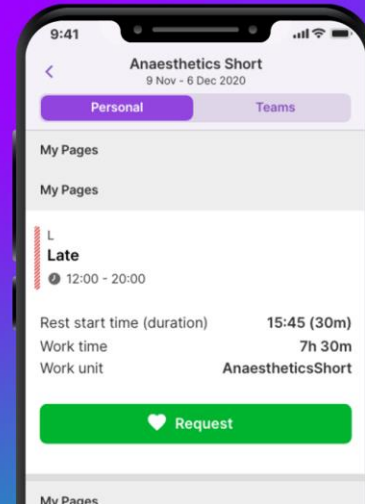 9:41
Anaesthetics Short
9 Nov - 6 Dec 2020
Personal Teams
My Pages
My Pages
L
Late
12:00 - 20:00
Rest start time (duration) 15:45 (30m)
Work time 7h 30m
Work unit AnaestheticsShort
Request
My Pages